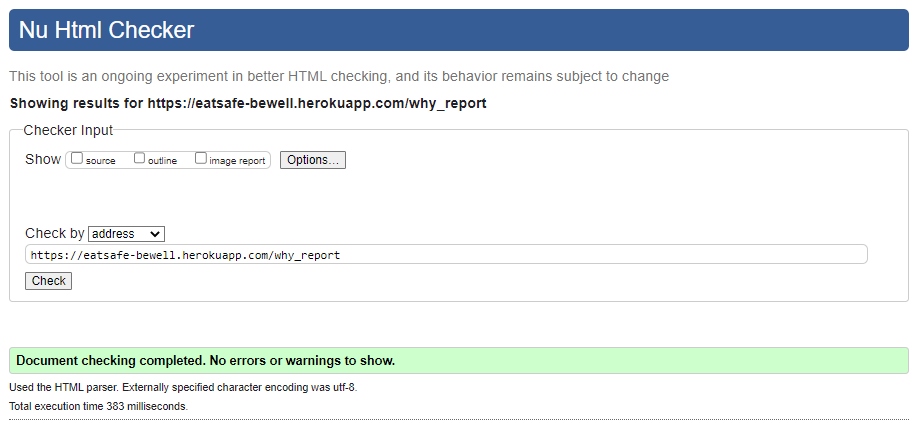 Nu Html Checker
This tool is an ongoing experiment in better HTML checking, and its behavior remains subject to change
Showing results for https://eatsafe-bewell.herokuapp.com/why_report
Checker Input
Show source outline image report Options...
Check by address
https://eatsafe-bewell.herokuapp.com/why_report
Check
Document checking completed. No errors or warnings to show.
Used the HTML parser. Externally specified character encoding was utf-8.
Total execution time 383 milliseconds.